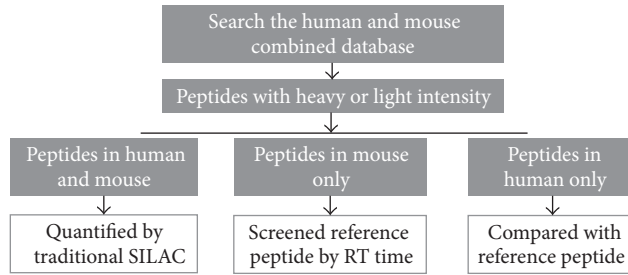 Search the human and mouse
combined database
Peptides with heavy or light intensity
Peptides in human
and mouse
Peptides in mouse
only
Peptides in
human only
Quantified by
traditional SILAC
Screened reference
peptide by RT time
Compared with
reference peptide